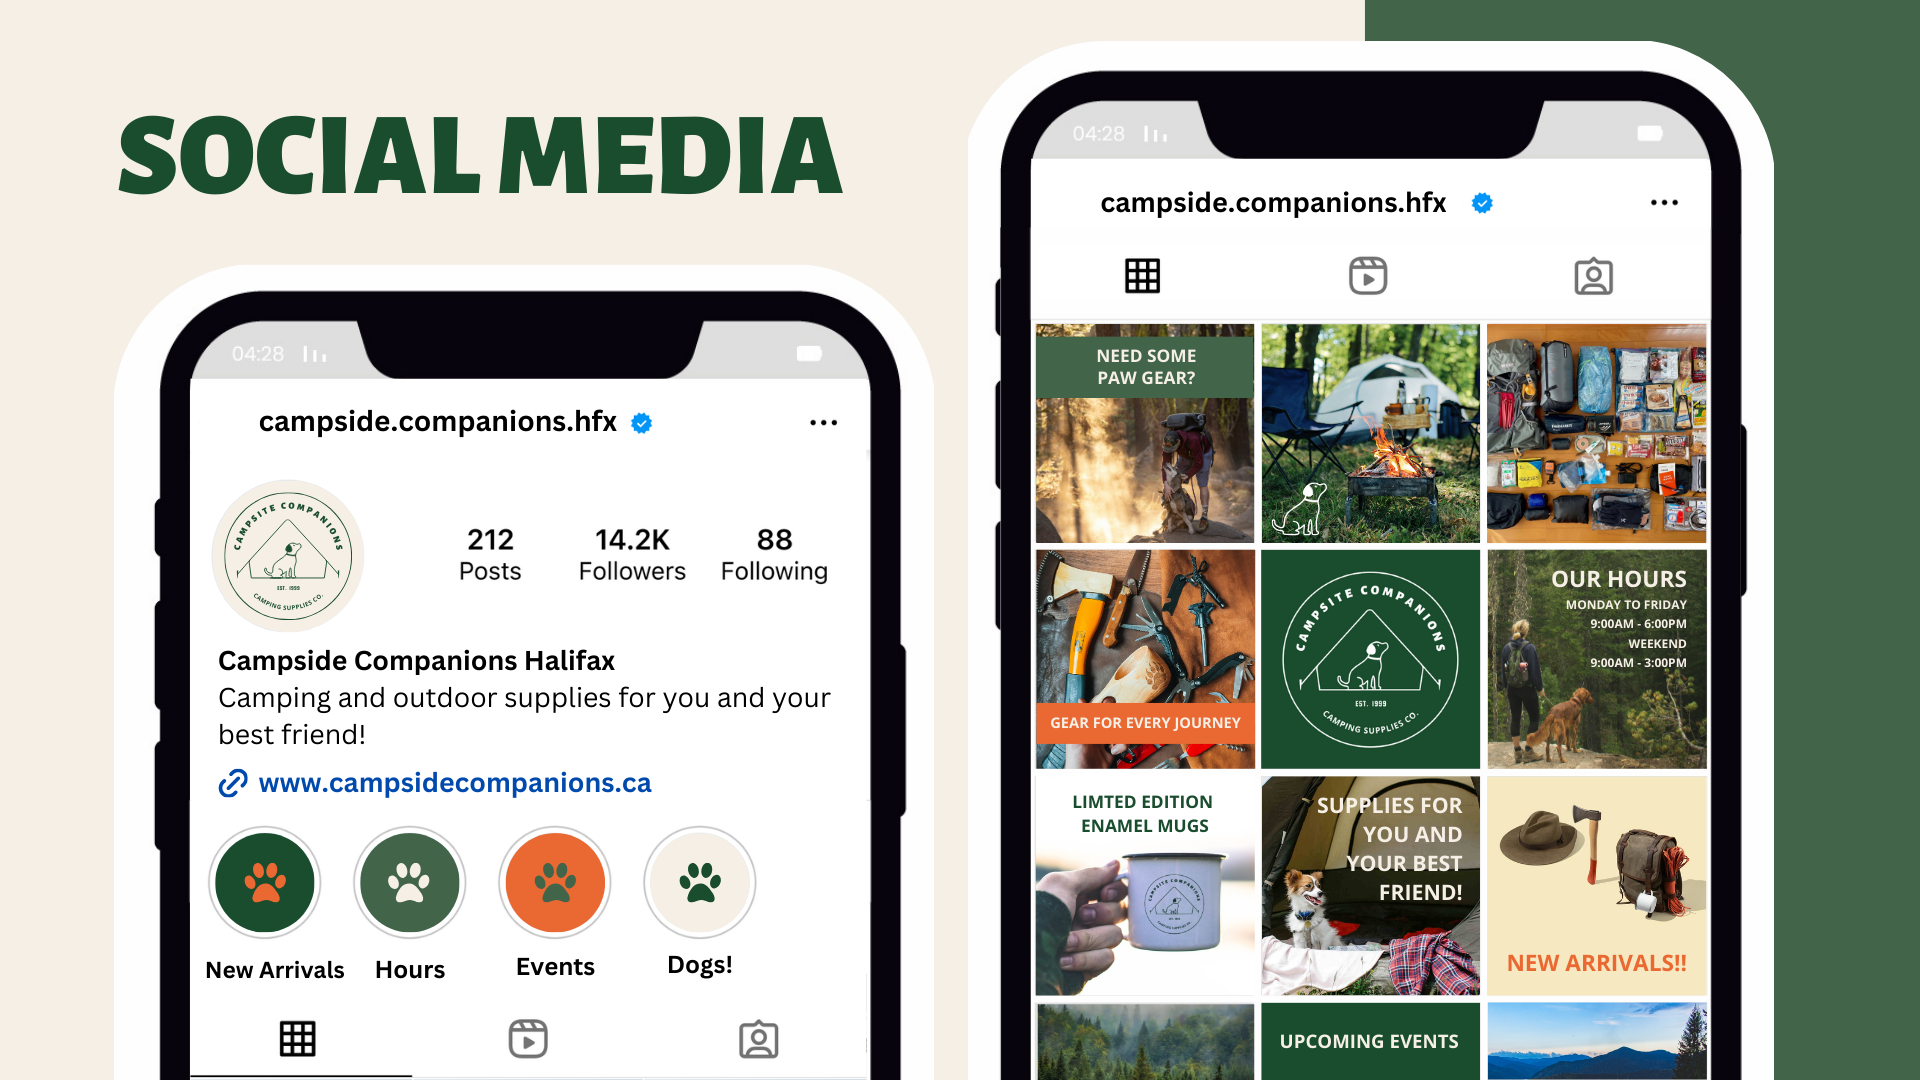 SOCIAL MEDIA
04:28
campside.companions.hfx
CAMPSITE COMPANIONS
EST. 1999
CAMPING SUPPLIES CO.
212
Posts
14.2K
Followers
88
Following
Campside Companions Halifax
Camping and outdoor supplies for you and your
best friend!
www.campsidecompanions.ca
New Arrivals
Hours
Events
Dogs!
04:28
campside.companions.hfx
NEED SOME
PAW GEAR?
GEAR FOR EVERY JOURNEY
CAMPSITE COMPANIONS
EST. 1999
CAMPING SUPPLIES CO.
OUR HOURS
MONDAY TO FRIDAY
9:00AM - 6:00PM
WEEKEND
9:00AM - 3:00PM
LIMTED EDITION
ENAMEL MUGS
CAMPSITE COMPANIONS
SUPPLIES FOR
YOU AND
YOUR BEST
FRIEND!
NEW ARRIVALS!!
UPCOMING EVENTS